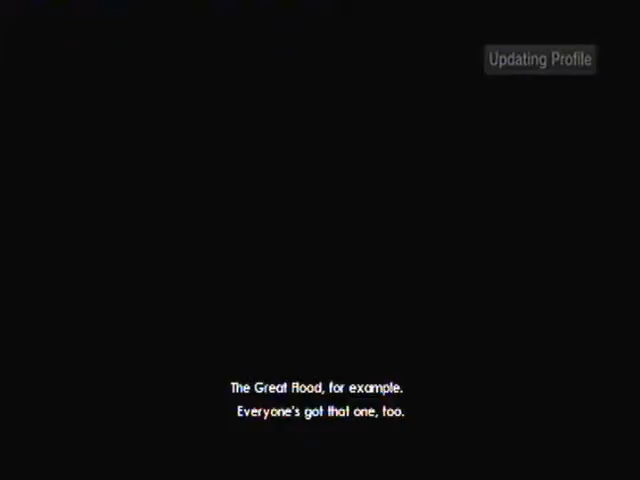 Updating Profile
The Great Flood, for example.
Everyone's got that one, too.